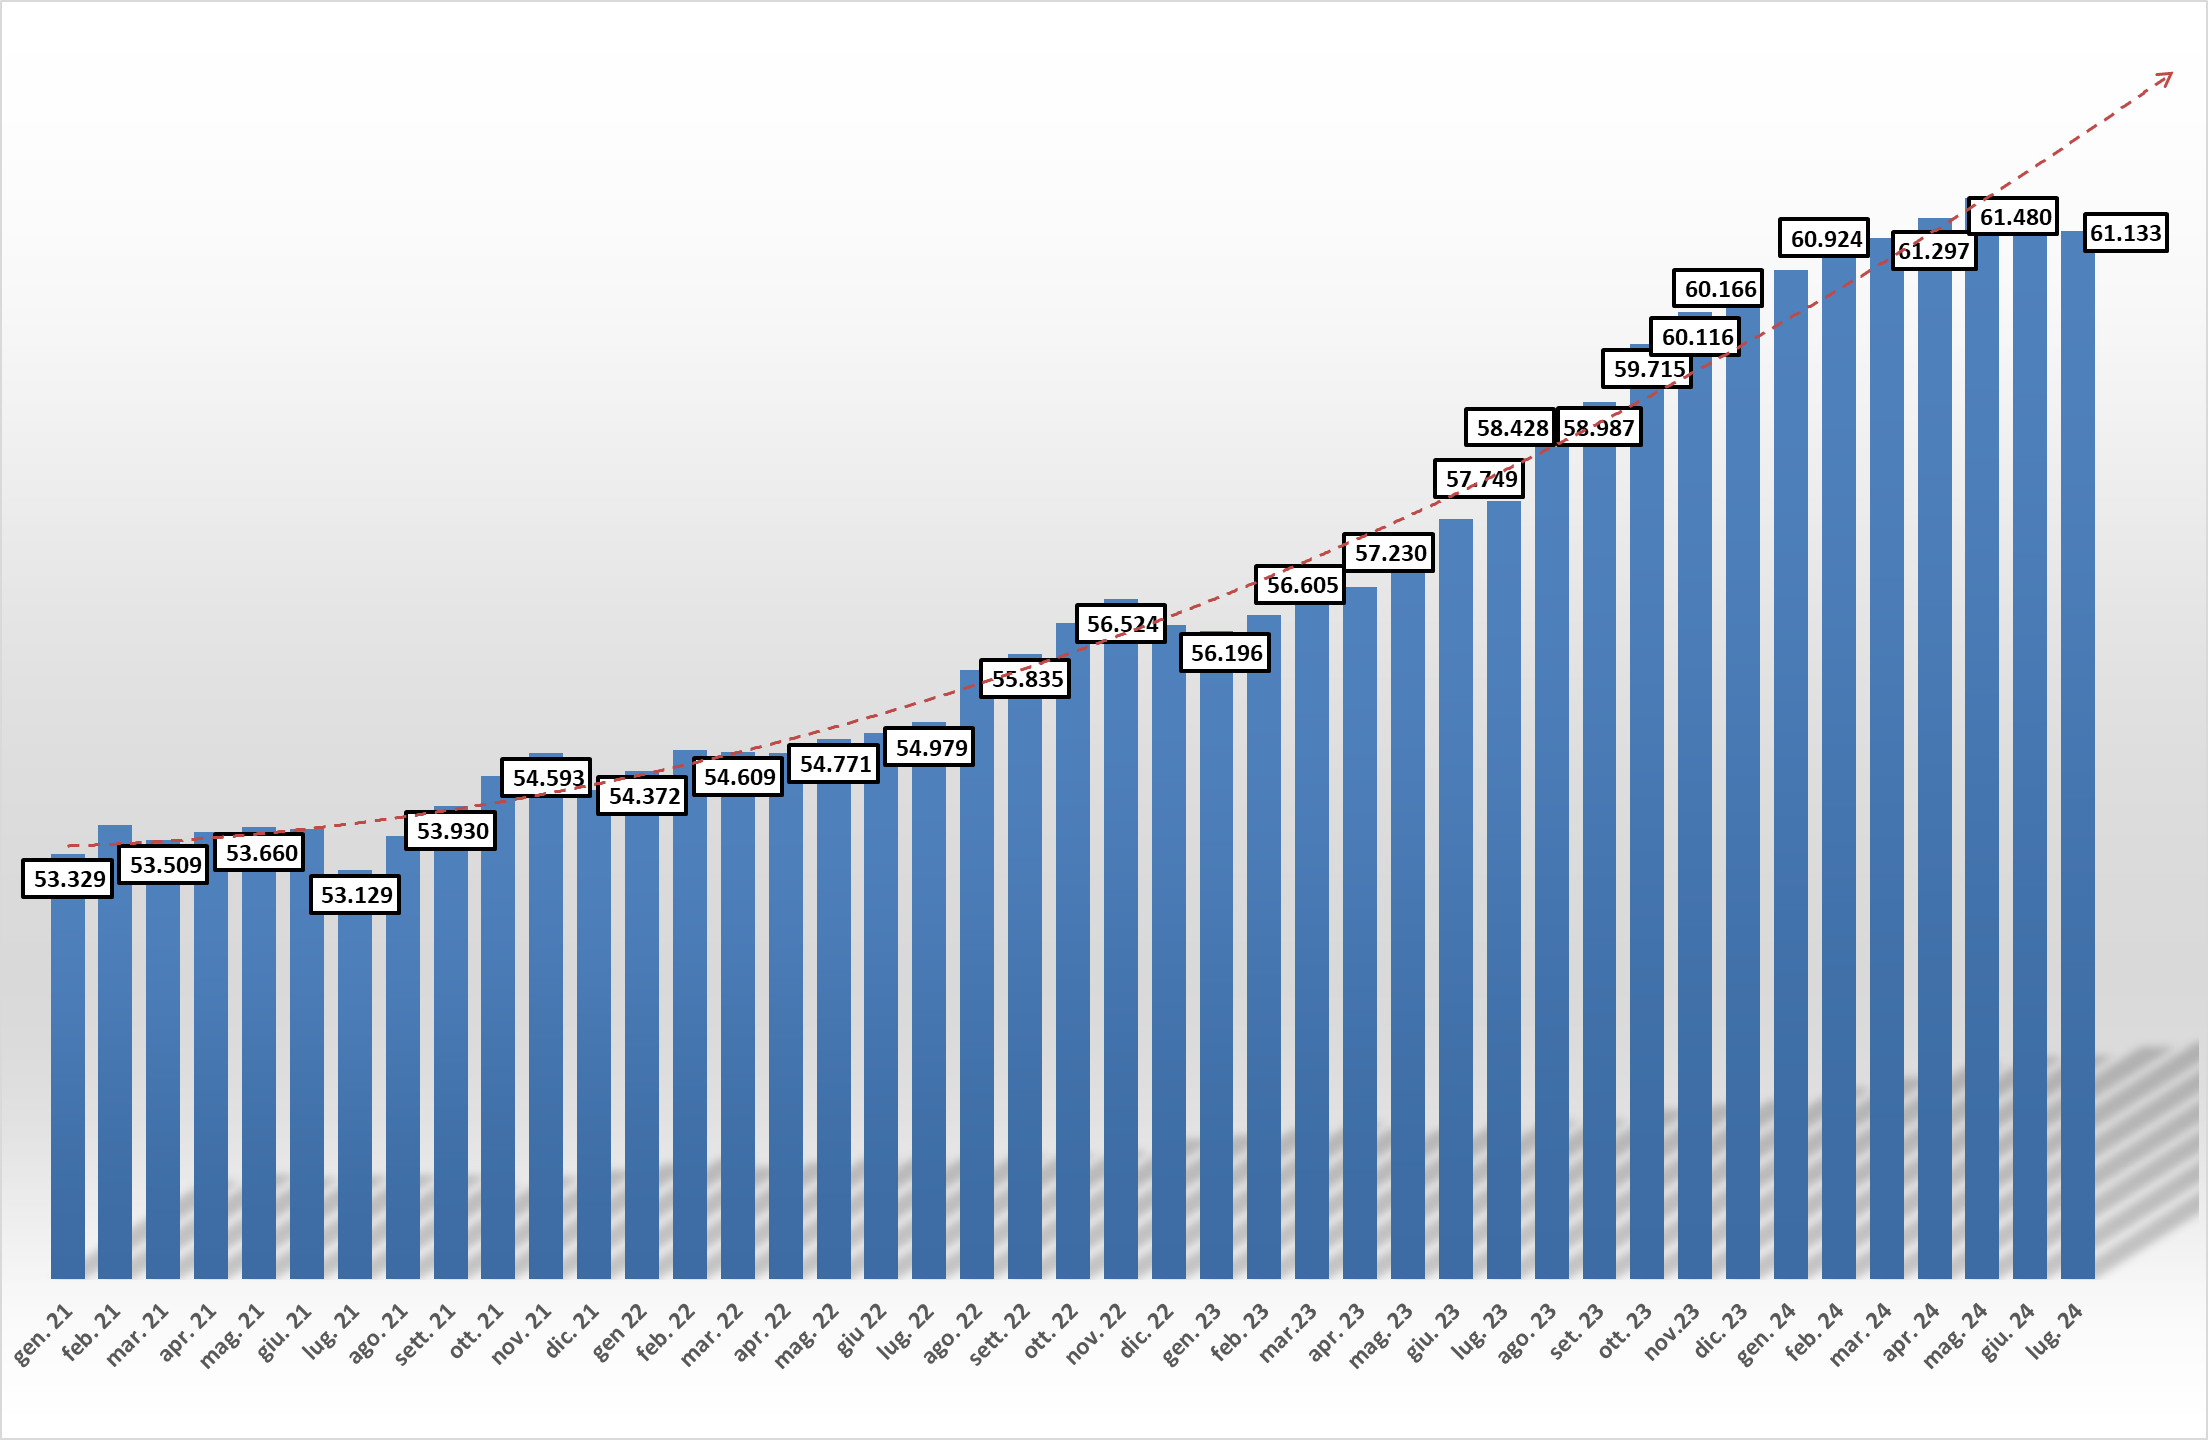 53.329
53.509
53.660
53.129
53.930
54.593
54.372
54.609
54.771
54.979
55.835
56.524
56.196
56.605
57.230
57.749
58.428
58.987
59.715
60.116
60.166
60.924
61.297
61.480
61.133
gen. 21
feb. 21
mar. 21
apr. 21
mag. 21
giu. 21
lug. 21
ago. 21
sett. 21
ott. 21
nov. 21
dic. 21
gen 22
feb. 22
mar. 22
apr. 22
mag. 22
giu 22
lug. 22
ago. 22
sett. 22
ott. 22
nov. 22
dic. 22
gen. 23
feb. 23
mar.23
apr. 23
mag. 23
giu. 23
lug. 23
ago. 23
set. 23
ott. 23
nov.23
dic. 23
gen. 24
feb. 24
mar. 24
apr. 24
mag. 24
giu. 24
lug. 24